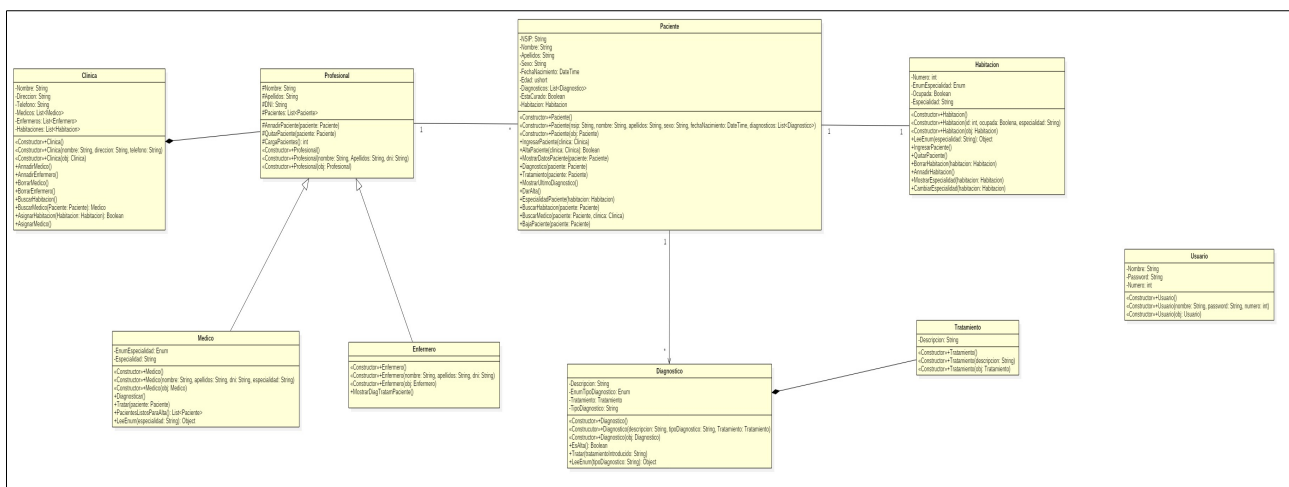 Clinica
-Nombre: String
-Direccion: String
-Telefono: String
-Medicos: List<Medico>
-Enfermeros: List<Enfermero>
-Habitaciones: List<Habitacion>
«Constructor»+Clinica()
«Constructor»+Clinica(nombre: String, direccion: String, telefono: String)
«Constructor»+Clinica(obj: Clinica)
+AnnadirMedico()
+AnnadirEnfermero()
+BorrarMedico()
+BorrarEnfermero()
+BuscarHabitacion()
+BuscarMedico(Paciente: Paciente): Medico
+AsignarHabitacion(Habitacion: Habitacion): Boolean
+AsignarMedico()
Profesional
#Nombre: String
#Apellidos: String
#DNI: String
#Pacientes: List<Paciente>
#AnnadirPaciente(paciente: Paciente)
#QuitarPaciente(paciente: Paciente)
#CargaPacientes(): int
«Constructor»+Profesional()
«Constructor»+Profesional(nombre: String, Apellidos: String, dni: String)
«Constructor»+Profesional(obj: Profesional)
1
*
Paciente
-NSIP: String
-Nombre: String
-Apellidos: String
-Sexo: String
-FechaNacimiento: DateTime
-Edad: ushort
-Diagnosticos: List<Diagnostico>
-EstaCurado: Boolean
-Habitacion: Habitacion
«Constructor»+Paciente()
«Constructor»+Paciente(nsip: String, nombre: String, apellidos: String, sexo: String, fechaNacimiento: DateTime, diagnosticos: List<Diagnostico>)
«Constructor»+Paciente(obj: Paciente)
+IngresarPaciente(clinica: Clinica)
+AltaPaciente(clinica: Clinica): Boolean
+MostrarDatosPaciente(paciente: Paciente)
+Diagnostico(paciente: Paciente)
+Tratamiento(paciente: Paciente)
+MostrarUltimoDiagnostico()
+DarAlta()
+EspecialidadPaciente(habitacion: Habitacion)
+BuscarHabitacion(paciente: Paciente)
+BuscarMedico(paciente: Paciente, clinica: Clinica)
+BajaPaciente(paciente: Paciente)
1
1
Habitacion
-Numero: int
-EnumEspecialidad: Enum
-Ocupada: Boolean
-Especialidad: String
«Constructor»+Habitacion()
«Constructor»+Habitacion(id: int, ocupada: Boolena, especialidad: String)
«Constructor»+Habitacion(obj: Habitacion)
+LeeEnum(especialidad: String): Object
+IngresarPaciente()
+QuitarPaciente()
+BorrarHabitacion(habitacion: Habitacion)
+AnnadirHabitacion()
+MostrarEspecialidad(habitacion: Habitacion)
+CambiarEspecialidad(habitacion: Habitacion)
1
*
Usuario
-Nombre: String
-Password: String
-Numero: int
«Constructor»+Usuario()
«Constructor»+Usuario(nombre: String, password: String, numero: int)
«Constructor»+Usuario(obj: Usuario)
Medico
-EnumEspecialidad: Enum
-Especialidad: String
«Constructor»+Medico()
«Constructor»+Medico(nombre: String, apellidos: String, dni: String, especialidad: String)
«Constructor»+Medico(obj: Medico)
+Diagnosticar()
+Tratar(paciente: Paciente)
+PacientesListosParaAlta(): List<Paciente>
+LeeEnum(especialidad: String): Object
Enfermero
«Constructor»+Enfermero()
«Constructor»+Enfermero(nombre: String, apellidos: String, dni: String)
«Constructor»+Enfermero(obj: Enfermero)
+MostrarDiagTratamPaciente()
Diagnostico
-Descripcion: String
-EnumTipoDiagnostico: Enum
-Tratamiento: Tratamiento
-TipoDiagnostico: String
«Constructor»+Diagnostico()
«Constrcutor»+Diagnostico(descripcion: String, tipoDiagnostico: String, Tratamiento: Tratamiento)
«Constructor»+Diagnostico(obj: Diagnostico)
+EsAlta(): Boolean
+Tratar(tratamientoIntroducido: String)
+LeeEnum(tipoDiagnostico: String): Object
Tratamiento
-Descripcion: String
«Constructor»+Tratamiento()
«Constructor»+Tratamiento(descripcion: String)
«Constructor»+Tratamiento(obj: Tratamiento)